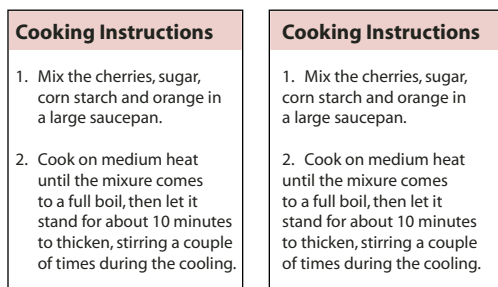 Cooking Instructions
1. Mix the cherries, sugar,
corn starch and orange in
a large saucepan.
2. Cook on medium heat
until the mixure comes
to a full boil, then let it
stand for about 10 minutes
to thicken, stirring a couple
of times during the cooling.
Cooking Instructions
1. Mix the cherries, sugar,
corn starch and orange in
a large saucepan.
2. Cook on medium heat
until the mixure comes
to a full boil, then let it
stand for about 10 minutes
to thicken, stirring a couple
of times during the cooling.